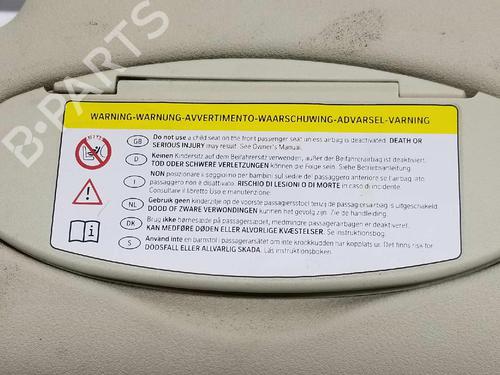 WARNING-WARNUNG-AVVERTIMENTO-WAARSCHUWING-ADVARSEL-VARNING
GB Do not use a child seat on the front passenger seat unless airbag is deactivated. DEATH OR
SERIOUS INJURY may result. See Owner's Manual.
D Keinen Kindersitz auf dem Beifahrersitz verwenden, außer der Beifahrerairbag ist deaktiviert.
TOD ODER SCHWERE VERLETZUNGEN können die Folge sein. Siehe Betriebsanleitung.
I NON posizionare il seggiolino per bambini sul sedile del passeggero anteriore se l'airbag lato
passeggero non è disattivato. RISCHIO DI LESIONI O DI MORTE in caso di incidente.
Consultare il libretto Uso e manutenzione.
NL Gebruik geen kinderzitje op de voorste passagiersstoel tenzij de passagiersairbag is uitgeschakeld.
DOOD OF ZWARE VERWONDINGEN kunnen het gevolg zijn. Zie de handleiding.
DK Brug ikke børnesæde på passagersædet, medmindre passagerairbagen er deaktiveret.
KAN MEDFØRE DØDEN ELLER ALVORLIGE KVÆSTELSER. Se instruktionsbog.
S Använd inte en barnstol i passagerarsätet om inte krockkudden har kopplats ur. Det finns risk for
DÖDSFALL ELLER ALLVARLIG SKADA. Läs instruktionsboken.
B-PARTS